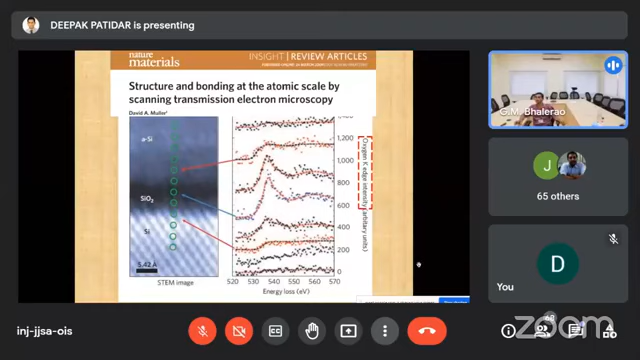 DEEPAK PATIDAR is presenting
nature
materials
INSIGHT | REVIEW ARTICLES
Structure and bonding at the atomic scale by
scanning transmission electron microscopy
David A. Muller
a-Si
SiO2
Si
5.42 Å
STEM image
1,200
1,000
800
600
400
200
0
520 530 540 550 560 570
Energy loss (eV)
Oxygen K edge intensity (arbitrary units)
G.M. Bhalerao
J
65 others
D
You
inj-jjsa-ois
CC
68
zoom